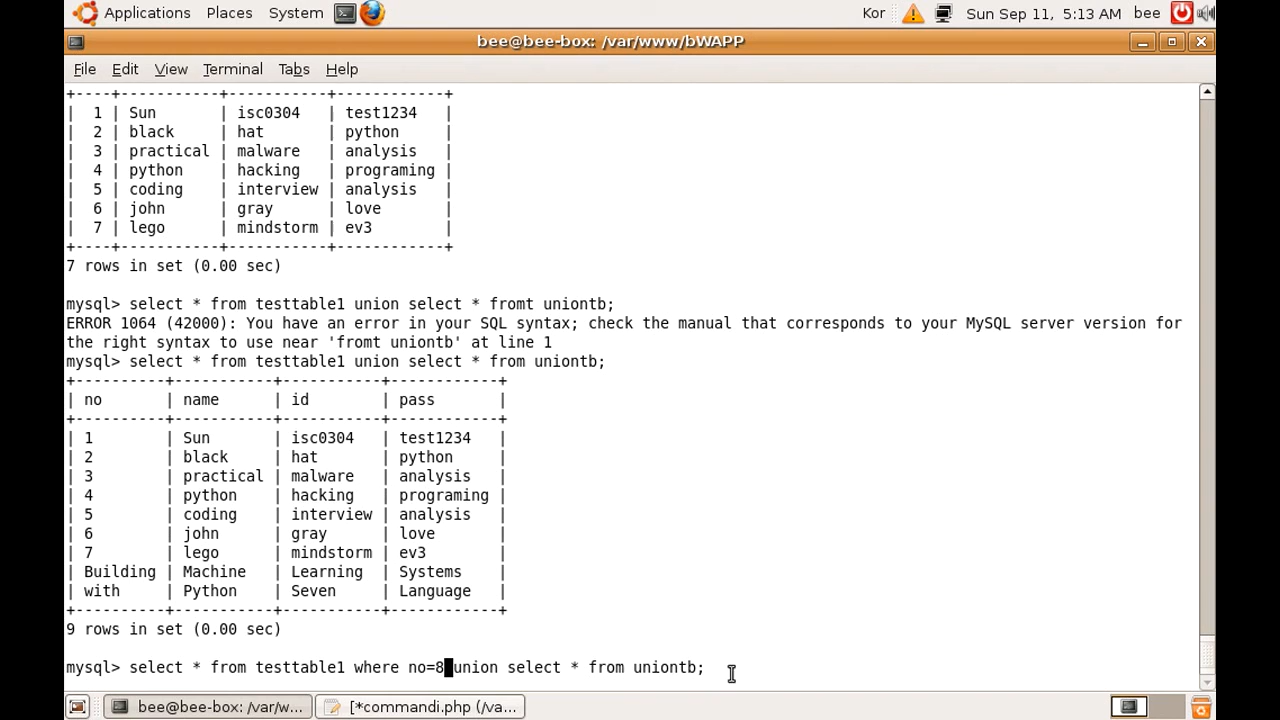 Applications Places System Kor Sun Sep 11, 5:13 AM bee
bee@bee-box: /var/www/bWAPP
File Edit View Terminal Tabs Help
+----+-----------+-----------+------------+
| 1 | Sun | isc0304 | test1234 |
| 2 | black | hat | python |
| 3 | practical | malware | analysis |
| 4 | python | hacking | programing |
| 5 | coding | interview | analysis |
| 6 | john | gray | love |
| 7 | lego | mindstorm | ev3 |
+----+-----------+-----------+------------+
7 rows in set (0.00 sec)
mysql> select * from testtable1 union select * fromt uniontb;
ERROR 1064 (42000): You have an error in your SQL syntax; check the manual that corresponds to your MySQL server version for
the right syntax to use near 'fromt uniontb' at line 1
mysql> select * from testtable1 union select * from uniontb;
+----------+-----------+-----------+------------+
| no | name | id | pass |
+----------+-----------+-----------+------------+
| 1 | Sun | isc0304 | test1234 |
| 2 | black | hat | python |
| 3 | practical | malware | analysis |
| 4 | python | hacking | programing |
| 5 | coding | interview | analysis |
| 6 | john | gray | love |
| 7 | lego | mindstorm | ev3 |
| Building | Machine | Learning | Systems |
| with | Python | Seven | Language |
+----------+-----------+-----------+------------+
9 rows in set (0.00 sec)
mysql> select * from testtable1 where no=8 union select * from uniontb;
bee@bee-box: /var/w... [*commandi.php (/va...